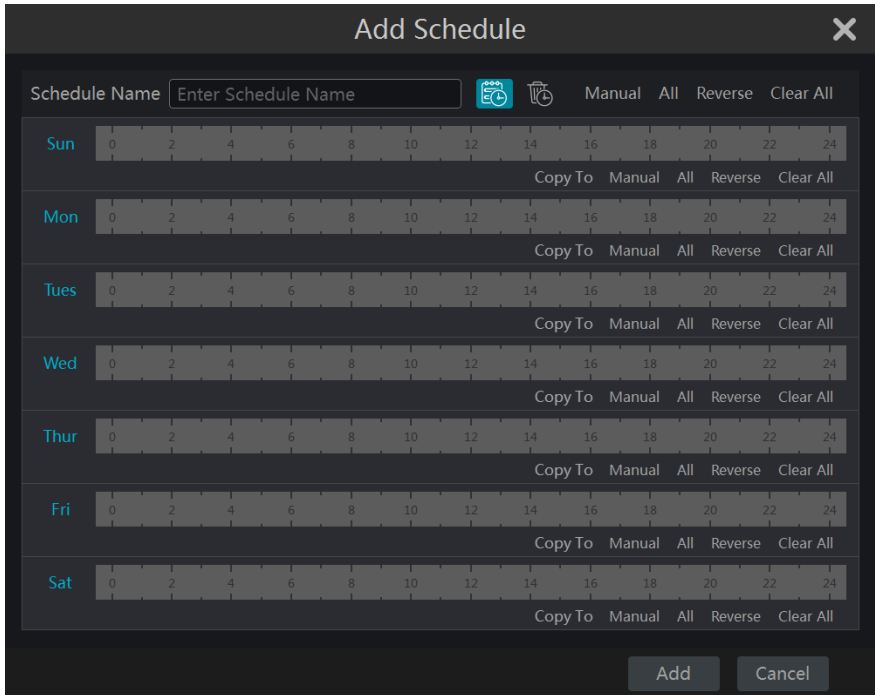 Add Schedule
Schedule Name Enter Schedule Name Manual All Reverse Clear All
Sun 0 2 4 6 8 10 12 14 16 18 20 22 24
Copy To Manual All Reverse Clear All
Mon 0 2 4 6 8 10 12 14 16 18 20 22 24
Copy To Manual All Reverse Clear All
Tues 0 2 4 6 8 10 12 14 16 18 20 22 24
Copy To Manual All Reverse Clear All
Wed 0 2 4 6 8 10 12 14 16 18 20 22 24
Copy To Manual All Reverse Clear All
Thur 0 2 4 6 8 10 12 14 16 18 20 22 24
Copy To Manual All Reverse Clear All
Fri 0 2 4 6 8 10 12 14 16 18 20 22 24
Copy To Manual All Reverse Clear All
Sat 0 2 4 6 8 10 12 14 16 18 20 22 24
Copy To Manual All Reverse Clear All
Add Cancel